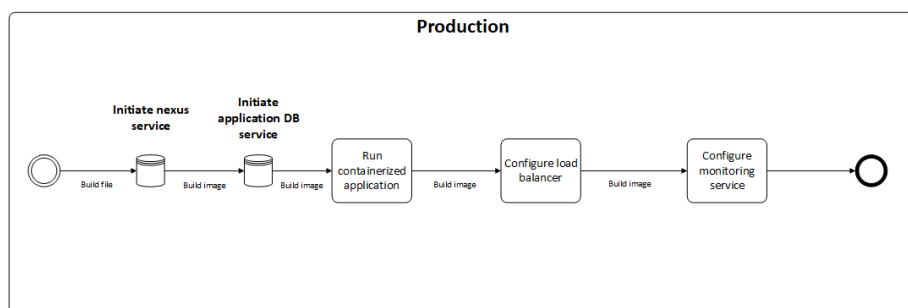 Production
Initiate nexus
service
Initiate
application DB
service
Run
containerized
application
Configure load
balancer
Configure
monitoring
service
Build file
Build image
Build image
Build image
Build image